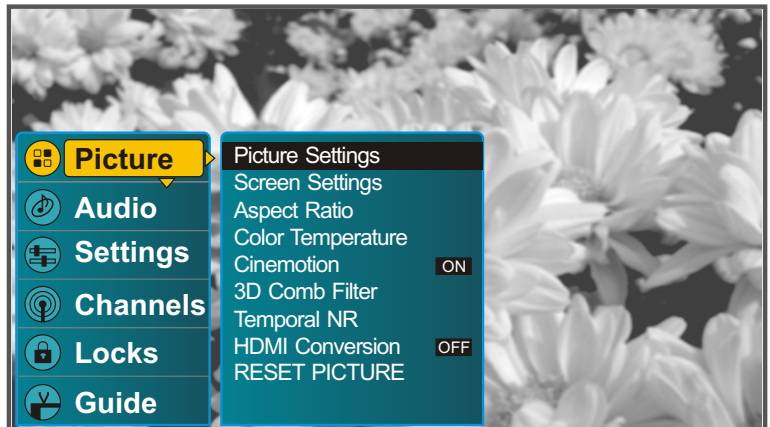 Picture
Audio
Settings
Channels
Locks
Guide
Picture Settings
Screen Settings
Aspect Ratio
Color Temperature
Cinemotion ON
3D Comb Filter
Temporal NR
HDMI Conversion OFF
RESET PICTURE